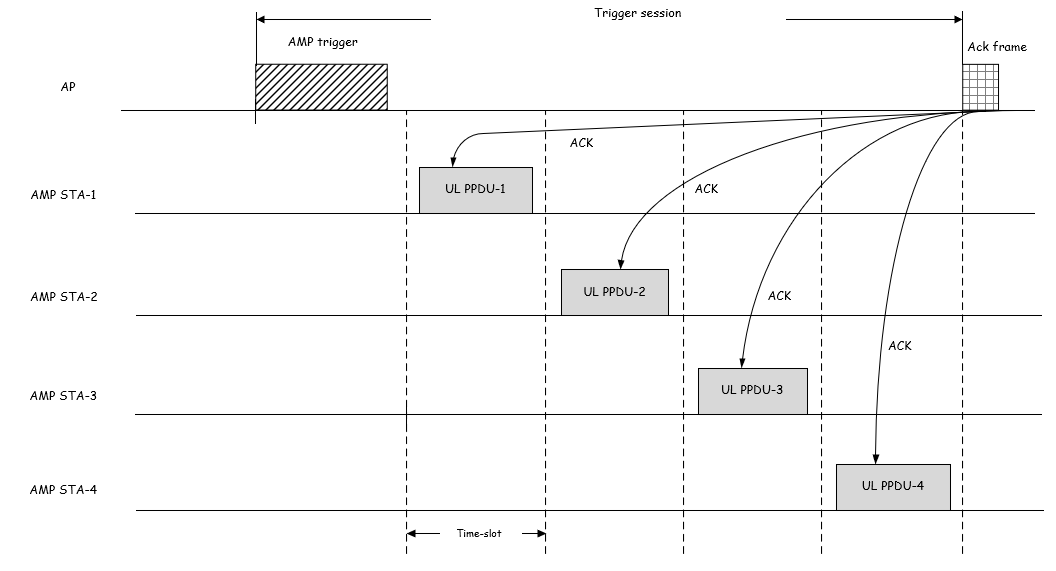 Trigger session
AMP trigger
Ack frame
AP
ACK
UL PPDU-1
AMP STA-1
ACK
UL PPDU-2
AMP STA-2
ACK
ACK
UL PPDU-3
AMP STA-3
UL PPDU-4
AMP STA-4
Time-slot